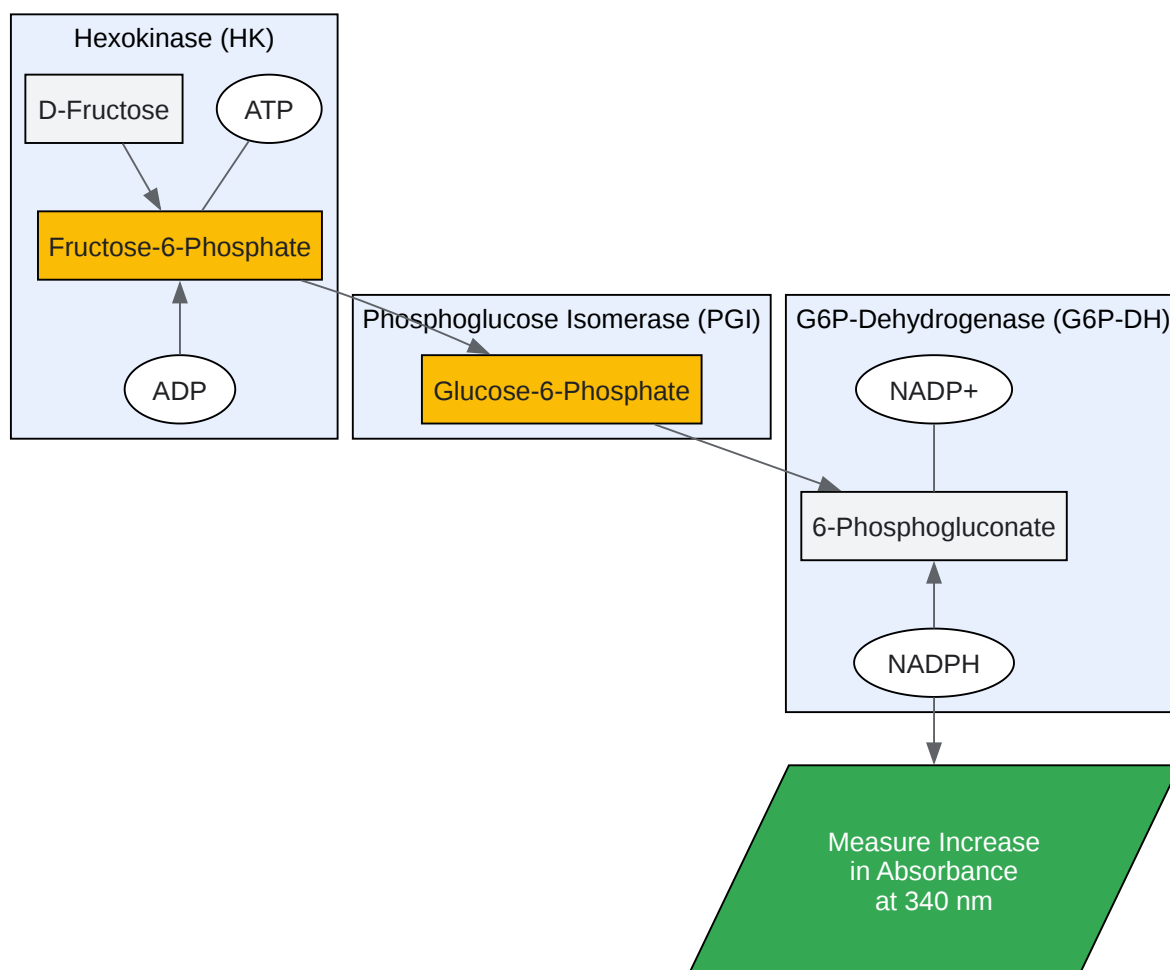 Hexokinase (HK)
D-Fructose
ATP
Fructose-6-Phosphate
ADP
Phosphoglucose Isomerase (PGI)
Glucose-6-Phosphate
G6P-Dehydrogenase (G6P-DH)
NADP+
6-Phosphogluconate
NADPH
Measure Increase
in Absorbance
at 340 nm